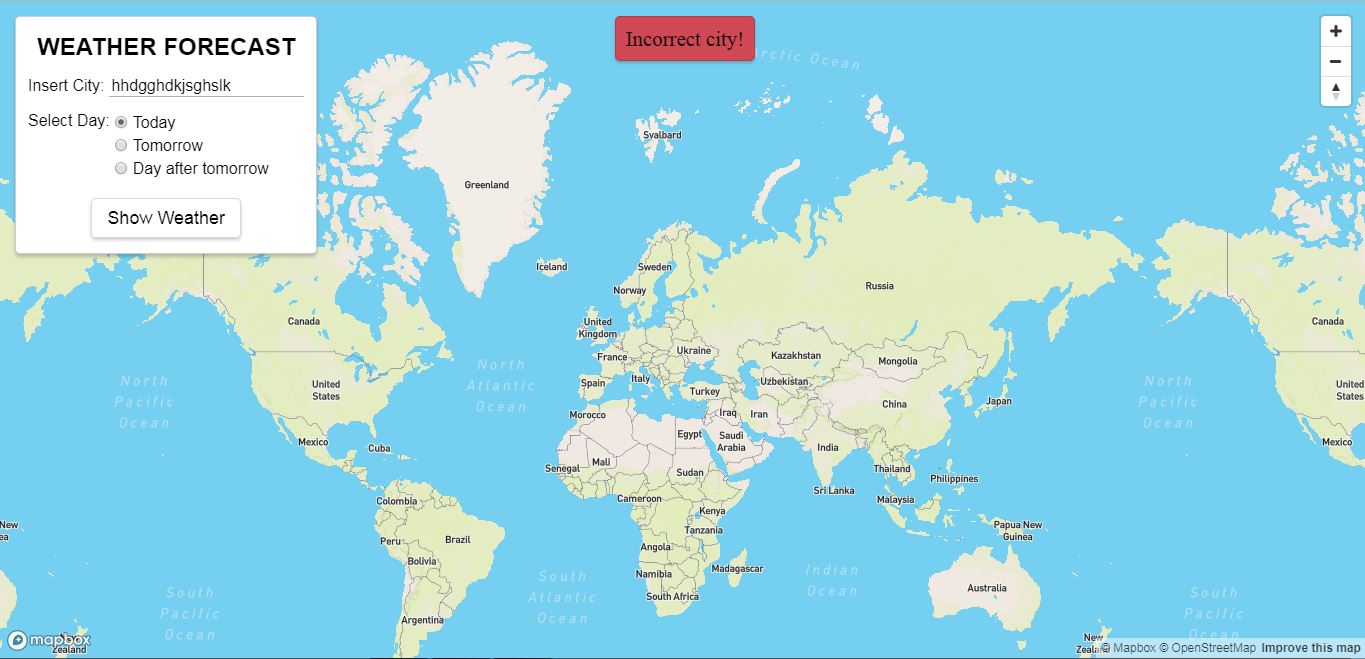 WEATHER FORECAST
Insert City: hhdgghdkjsghslk
Select Day: Today
Tomorrow
Day after tomorrow
Show Weather
Incorrect city!
Arctic Ocean
Svalbard
Greenland
Iceland
Sweden
Norway
Russia
Canada
United
Kingdom
Canada
France
Ukraine
Kazakhstan
Mongolia
North
Atlantic
Ocean
North
Pacific
Ocean
United
States
Spain
Italy
Turkey
Uzbekistan
China
Japan
North
Pacific
Ocean
United
States
Morocco
Iraq
Iran
Mexico
Cuba
Egypt
Saudi
Arabia
India
Mexico
Senegal
Mali
Sudan
Thailand
Philippines
Colombia
Cameroon
Sri Lanka
Malaysia
Kenya
New
Papua New
Guinea
Peru
Brazil
Tanzania
Angola
Bolivia
Namibia
Madagascar
Indian
Ocean
South
Pacific
Ocean
South
Atlantic
Ocean
South Africa
Australia
South
Pacific
Ocean
Argentina
mapbox
New
Zealand
New
© Mapbox © OpenStreetMap Improve this map